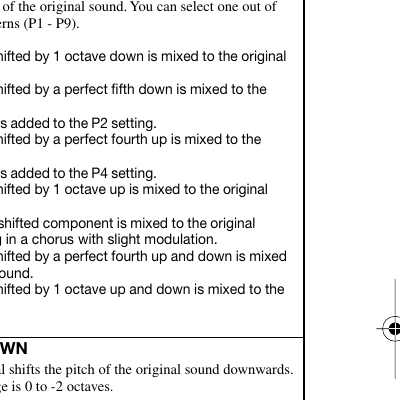 of the original sound. You can select one out of
erns (P1 - P9).
hifted by 1 octave down is mixed to the original
hifted by a perfect fifth down is mixed to the
s added to the P2 setting.
hifted by a perfect fourth up is mixed to the
s added to the P4 setting.
hifted by 1 octave up is mixed to the original
shifted component is mixed to the original
g in a chorus with slight modulation.
hifted by a perfect fourth up and down is mixed
ound.
hifted by 1 octave up and down is mixed to the
WN
al shifts the pitch of the original sound downwards.
ge is 0 to -2 octaves.